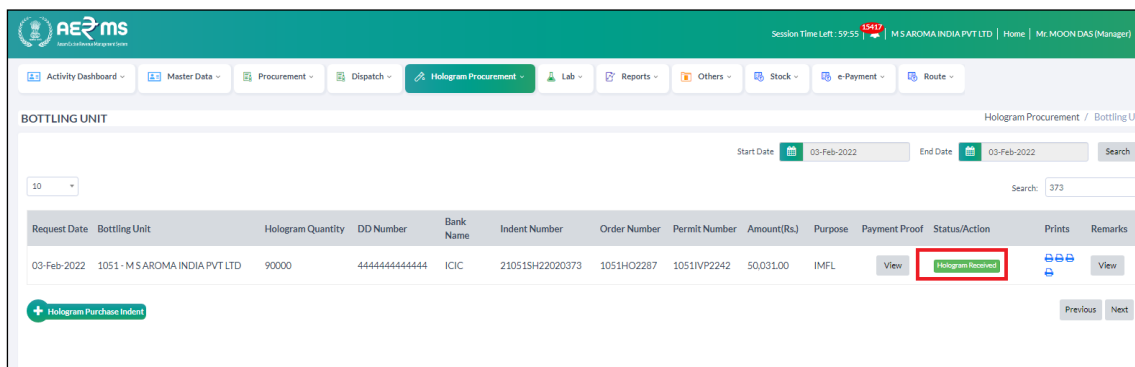 AERMS
Session Time Left : 59:55 15417 M S AROMA INDIA PVT LTD | Home | Mr. MOON DAS (Manager)
Activity Dashboard Master Data Procurement Dispatch Hologram Procurement Lab Reports Others Stock e-Payment Route
BOTTLING UNIT
Hologram Procurement / Bottling U
Start Date 03-Feb-2022 End Date 03-Feb-2022 Search
10 Search: 373
Request Date Bottling Unit Hologram Quantity DD Number Bank Name Indent Number Order Number Permit Number Amount(Rs.) Purpose Payment Proof Status/Action Prints Remarks
03-Feb-2022 1051 - M S AROMA INDIA PVT LTD 90000 4444444444444 ICIC 21051SH22020373 1051HO2287 1051IVP2242 50,031.00 IMFL View Hologram Received View
Hologram Purchase Indent
Previous Next